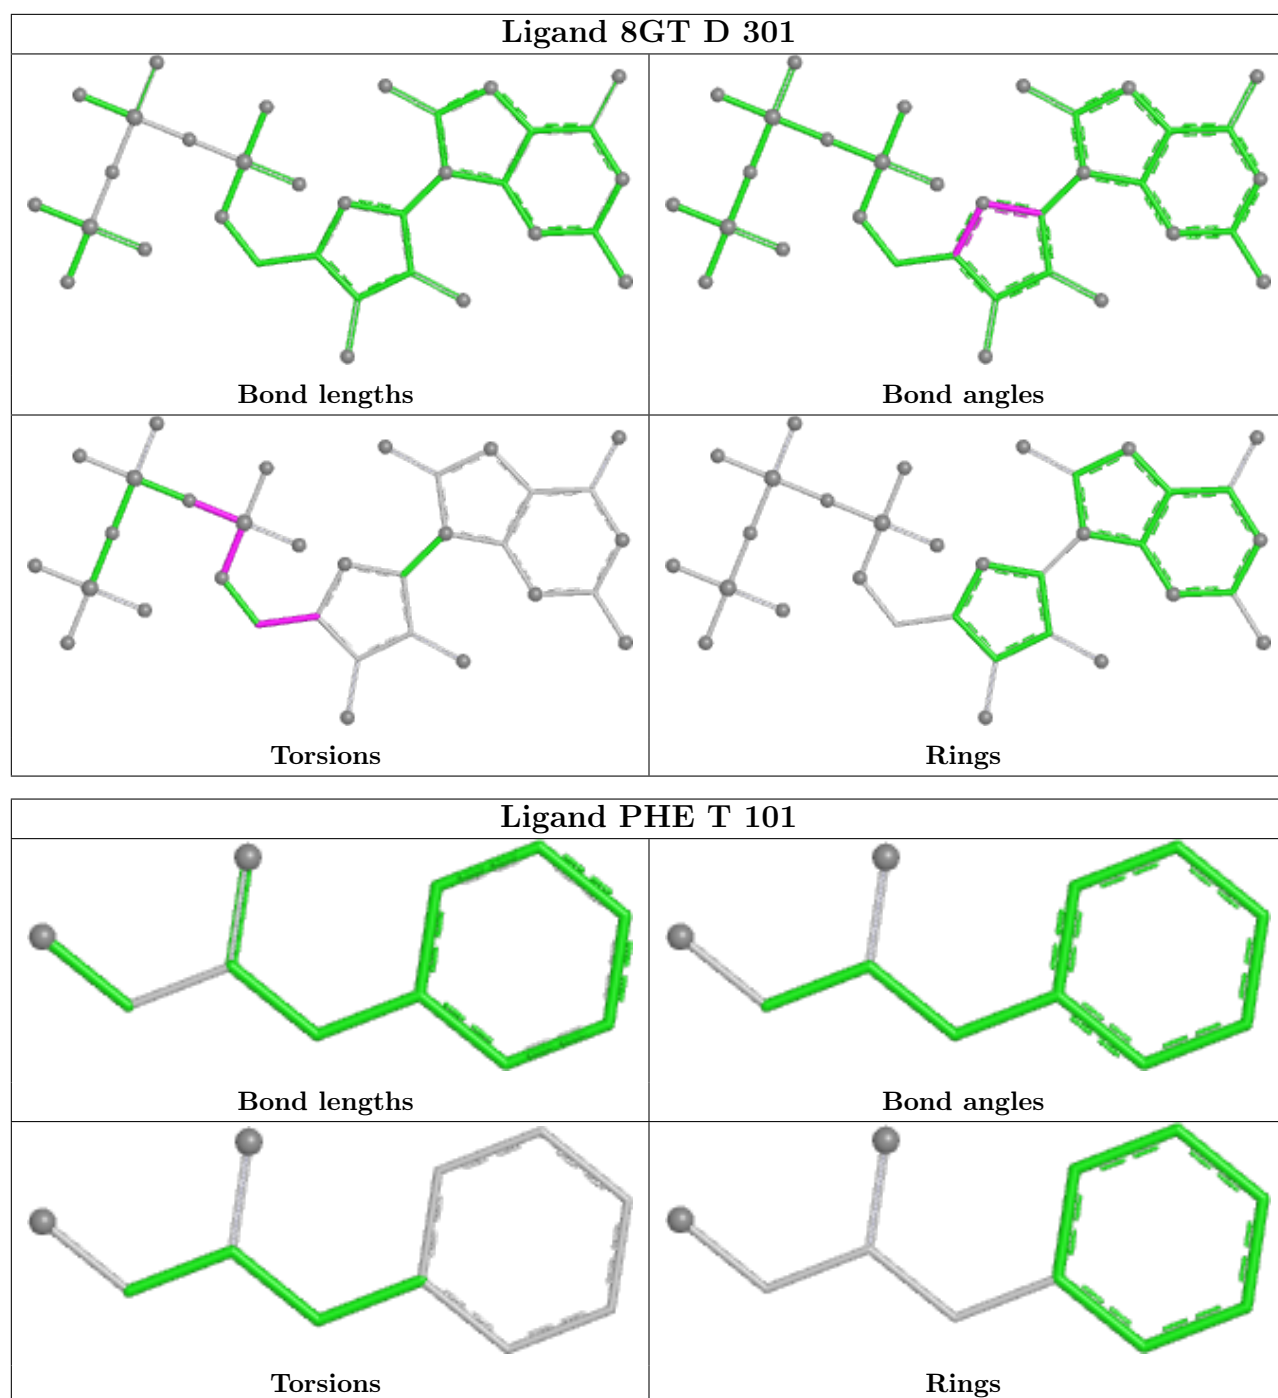 Ligand 8GT D 301
Bond lengths
Bond angles
Torsions
Rings
Ligand PHE T 101
Bond lengths
Bond angles
Torsions
Rings